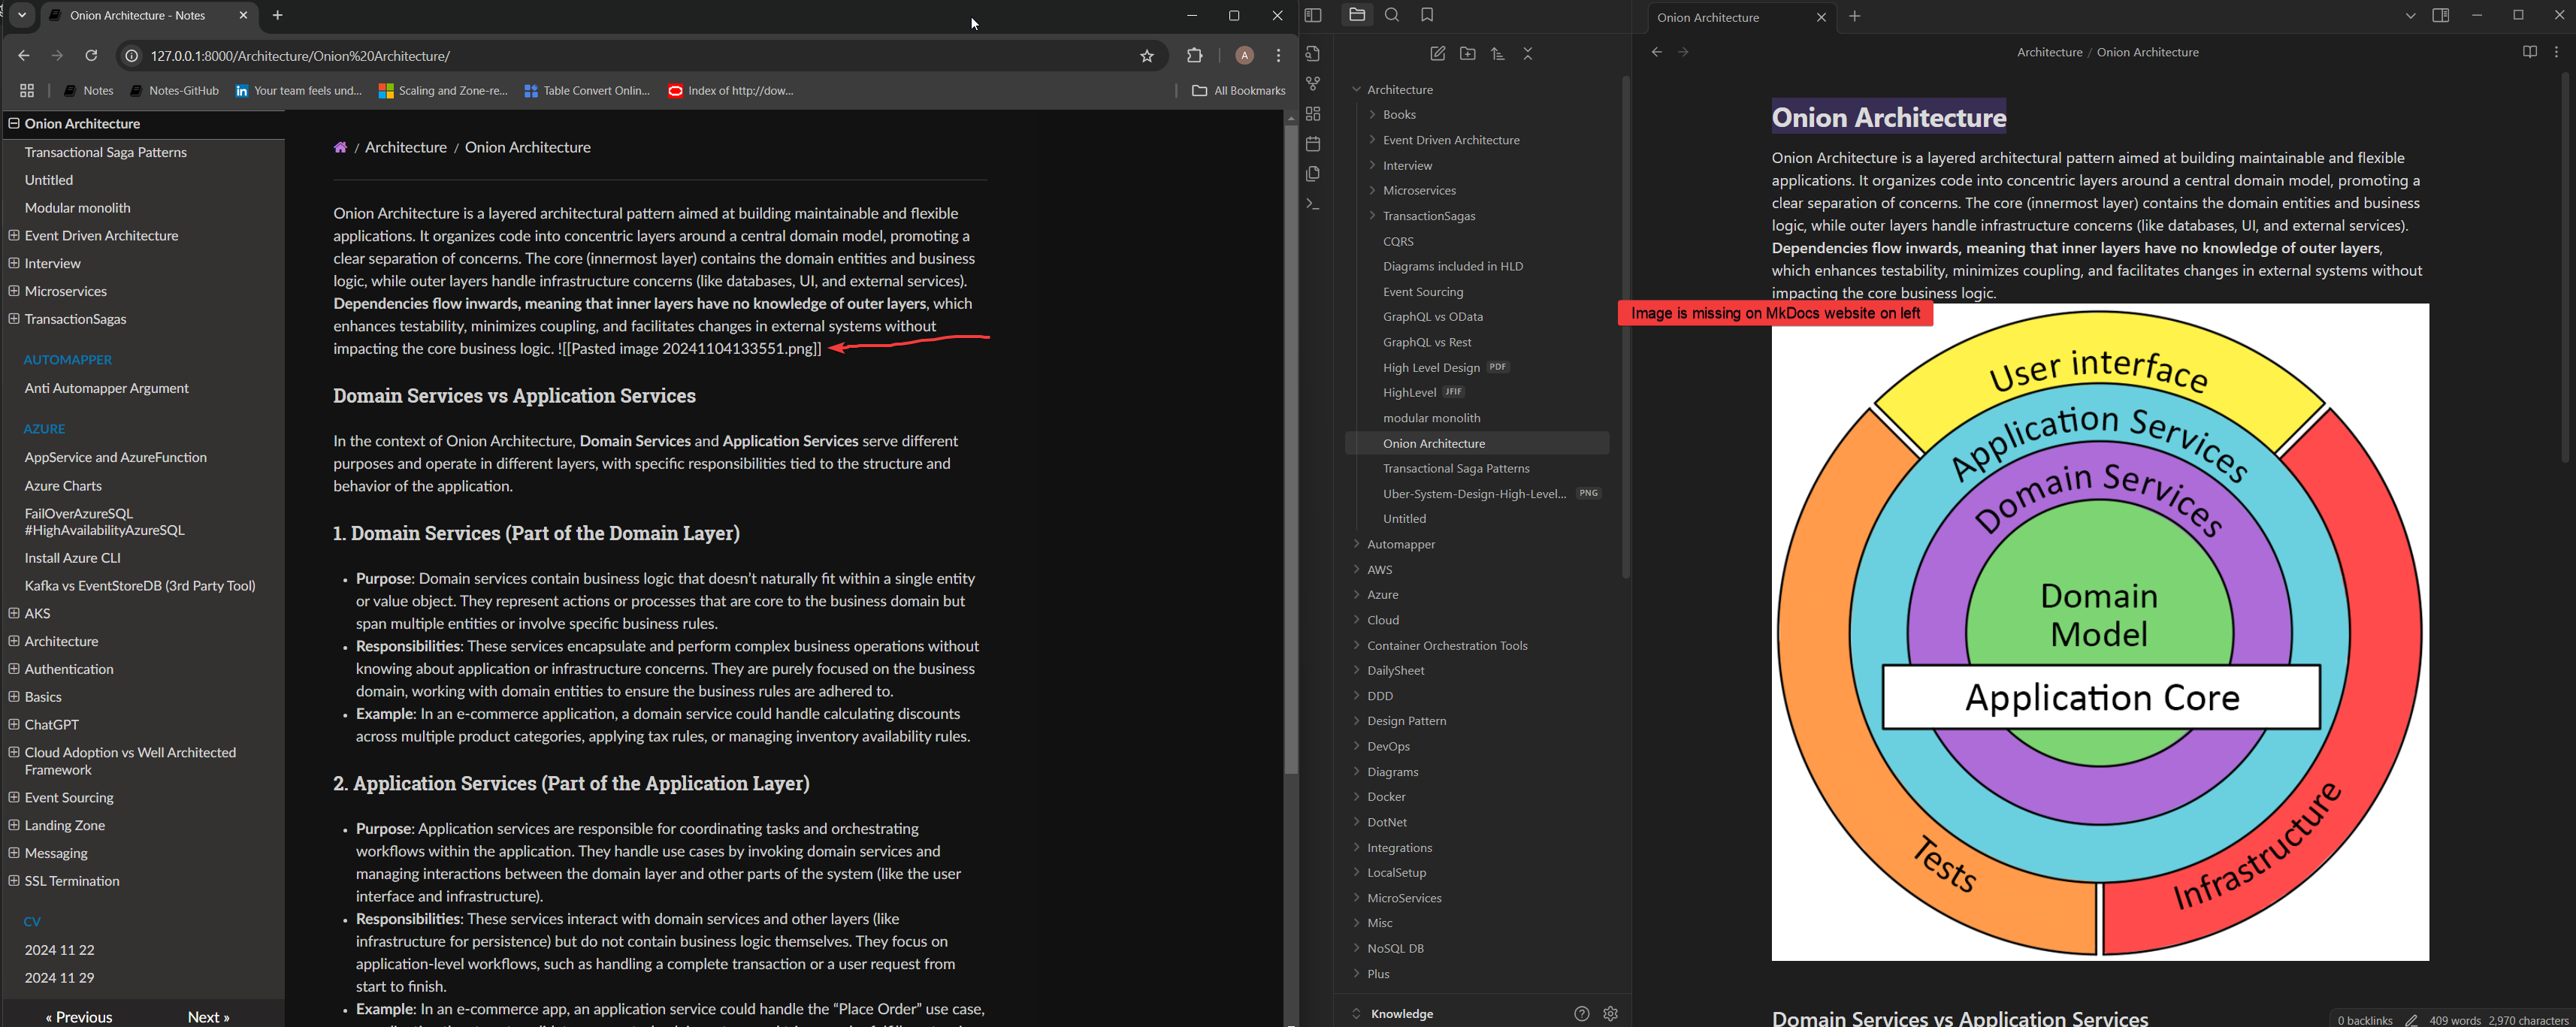 Onion Architecture - Notes
127.0.0.1:8000/Architecture/Onion%20Architecture/
A
Notes
Notes-GitHub
Your team feels und...
Scaling and Zone-re...
Table Convert Onlin...
Index of http://dow...
All Bookmarks
Onion Architecture
Transactional Saga Patterns
Untitled
Modular monolith
Event Driven Architecture
Interview
Microservices
TransactionSagas
AUTOMAPPER
Anti Automapper Argument
AZURE
AppService and AzureFunction
Azure Charts
FailOverAzureSQL
#HighAvailabilityAzureSQL
Install Azure CLI
Kafka vs EventStoreDB (3rd Party Tool)
AKS
Architecture
Authentication
Basics
ChatGPT
Cloud Adoption vs Well Architected
Framework
Event Sourcing
Landing Zone
Messaging
SSL Termination
CV
2024 11 22
2024 11 29
« Previous
Next »
/ Architecture / Onion Architecture
Onion Architecture is a layered architectural pattern aimed at building maintainable and flexible
applications. It organizes code into concentric layers around a central domain model, promoting a
clear separation of concerns. The core (innermost layer) contains the domain entities and business
logic, while outer layers handle infrastructure concerns (like databases, UI, and external services).
Dependencies flow inwards, meaning that inner layers have no knowledge of outer layers, which
enhances testability, minimizes coupling, and facilitates changes in external systems without
impacting the core business logic. ![[Pasted image 20241104133551.png]]
Domain Services vs Application Services
In the context of Onion Architecture, Domain Services and Application Services serve different
purposes and operate in different layers, with specific responsibilities tied to the structure and
behavior of the application.
1. Domain Services (Part of the Domain Layer)
• Purpose: Domain services contain business logic that doesn't naturally fit within a single entity
or value object. They represent actions or processes that are core to the business domain but
span multiple entities or involve specific business rules.
• Responsibilities: These services encapsulate and perform complex business operations without
knowing about application or infrastructure concerns. They are purely focused on the business
domain, working with domain entities to ensure the business rules are adhered to.
• Example: In an e-commerce application, a domain service could handle calculating discounts
across multiple product categories, applying tax rules, or managing inventory availability rules.
2. Application Services (Part of the Application Layer)
• Purpose: Application services are responsible for coordinating tasks and orchestrating
workflows within the application. They handle use cases by invoking domain services and
managing interactions between the domain layer and other parts of the system (like the user
interface and infrastructure).
• Responsibilities: These services interact with domain services and other layers (like
infrastructure for persistence) but do not contain business logic themselves. They focus on
application-level workflows, such as handling a complete transaction or a user request from
start to finish.
• Example: In an e-commerce app, an application service could handle the “Place Order” use case,
Architecture
Books
Event Driven Architecture
Interview
Microservices
TransactionSagas
CQRS
Diagrams included in HLD
Event Sourcing
GraphQL vs OData
GraphQL vs Rest
High Level Design PDF
HighLevel JFIF
modular monolith
Onion Architecture
Transactional Saga Patterns
Uber-System-Design-High-Level... PNG
Untitled
Automapper
AWS
Azure
Cloud
Container Orchestration Tools
DailySheet
DDD
Design Pattern
DevOps
Diagrams
Docker
DotNet
Integrations
LocalSetup
MicroServices
Misc
NoSQL DB
Plus
Knowledge
Onion Architecture
Architecture / Onion Architecture
Onion Architecture
Onion Architecture is a layered architectural pattern aimed at building maintainable and flexible
applications. It organizes code into concentric layers around a central domain model, promoting a
clear separation of concerns. The core (innermost layer) contains the domain entities and business
logic, while outer layers handle infrastructure concerns (like databases, UI, and external services).
Dependencies flow inwards, meaning that inner layers have no knowledge of outer layers,
which enhances testability, minimizes coupling, and facilitates changes in external systems without
impacting the core business logic.
Image is missing on MkDocs website on left
User interface
Application Services
Domain Services
Domain
Model
Application Core
Tests
Infrastructure
Domain Services vs Application Services
0 backlinks
409 words
2,970 characters